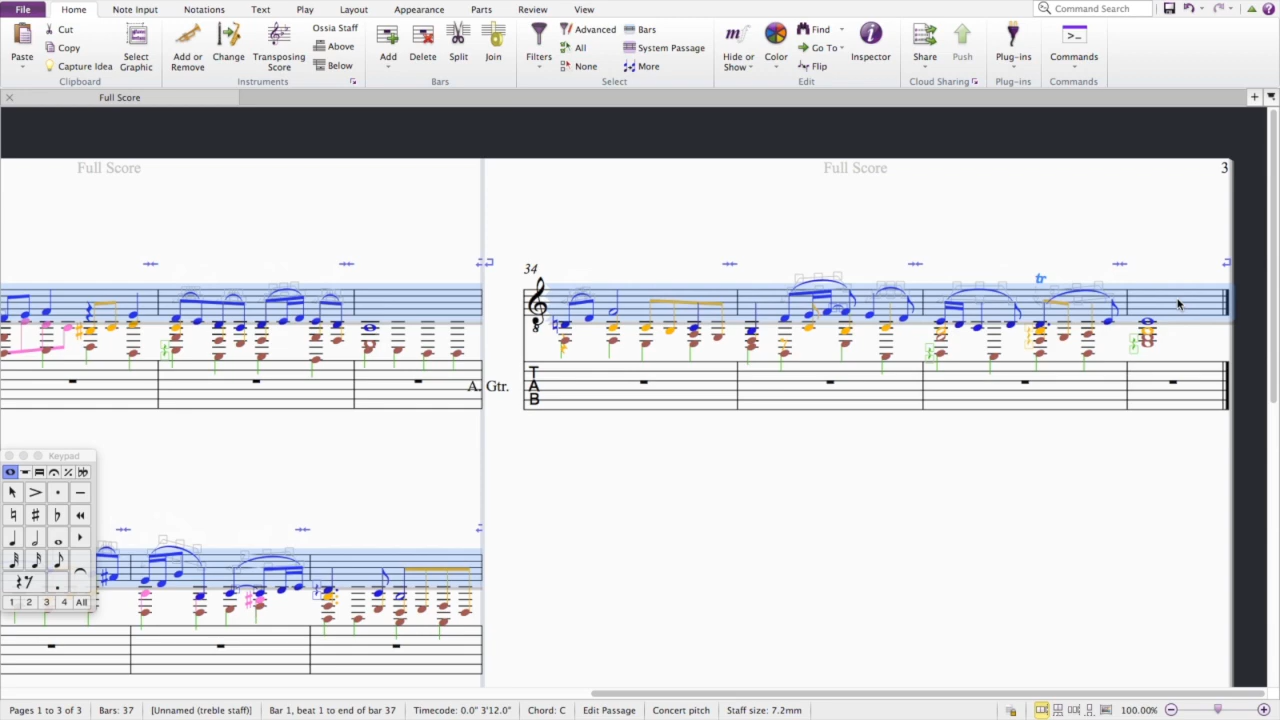 File Home Note Input Notations Text Play Layout Appearance Parts Review View Command Search
Paste Cut Copy Capture Idea Select Graphic Clipboard
Add or Remove Change Transposing Score Ossia Staff Above Below Instruments
Add Delete Split Join Bars
Filters Advanced All None Bars System Passage More Select
Hide or Show Color Find Go To Flip Inspector Edit
Share Push Cloud Sharing
Plug-ins Plug-ins
Commands Commands
Full Score
Full Score Full Score 3
34
tr
8
A. Gtr.
T
A
B
Keypad
1 2 3 4 All
Pages 1 to 3 of 3 Bars: 37 [Unnamed (treble staff)] Bar 1, beat 1 to end of bar 37 Timecode: 0.0" 3'12.0" Chord: C Edit Passage Concert pitch Staff size: 7.2mm 100.00%